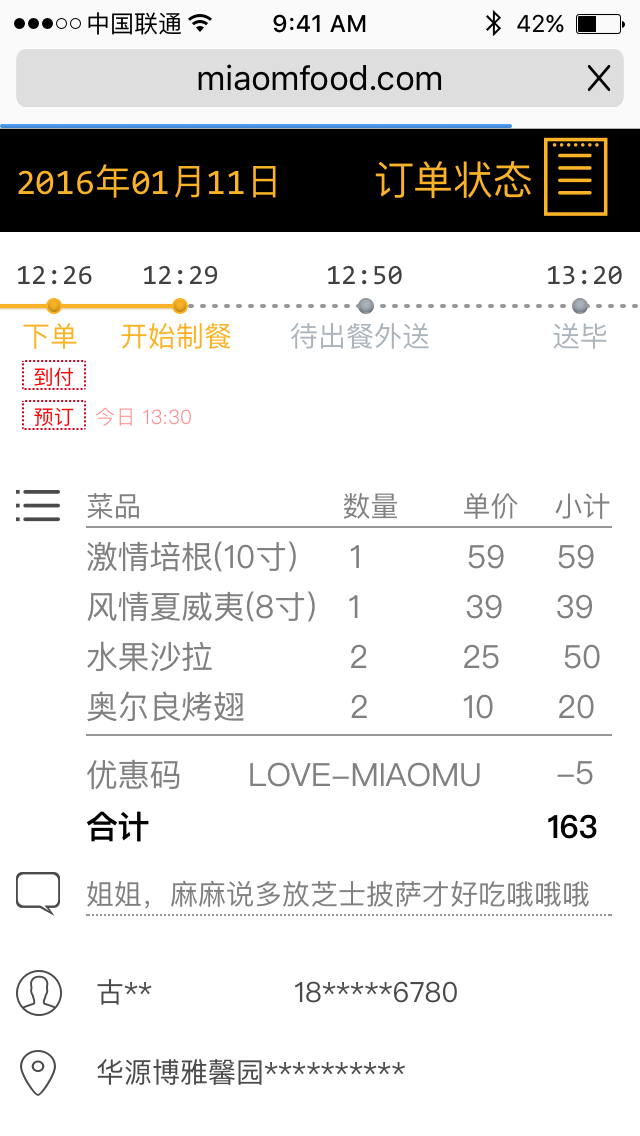 中国联通 9:41 AM 42%
miaomfood.com
2016年01月11日 订单状态
12:26 12:29 12:50 13:20
下单 开始制餐 待出餐外送 送毕
到付
预订 今日 13:30
菜品 数量 单价 小计
激情培根(10寸) 1 59 59
风情夏威夷(8寸) 1 39 39
水果沙拉 2 25 50
奥尔良烤翅 2 10 20
优惠码 LOVE-MIAOMU -5
合计 163
姐姐，麻麻说多放芝士披萨才好吃哦哦哦
古** 18*****6780
华源博雅馨园**********